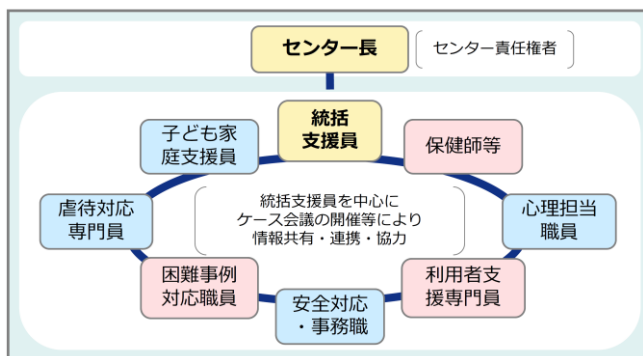 センター長
センター責任権者
統括
支援員
子ども家
庭支援員
保健師等
虐待対応
専門員
統括支援員を中心に
ケース会議の開催等により
情報共有・連携・協力
心理担当
職員
困難事例
対応職員
利用者支
援専門員
安全対応
・事務職